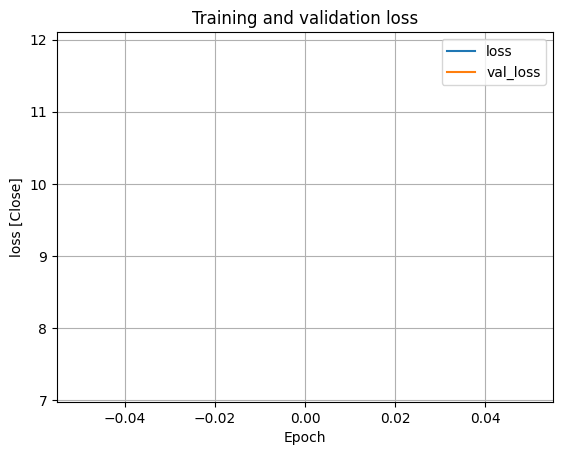 Training and validation loss
12
11
10
9
8
7
loss [Close]
loss
val_loss
−0.04 −0.02 0.00 0.02 0.04
Epoch